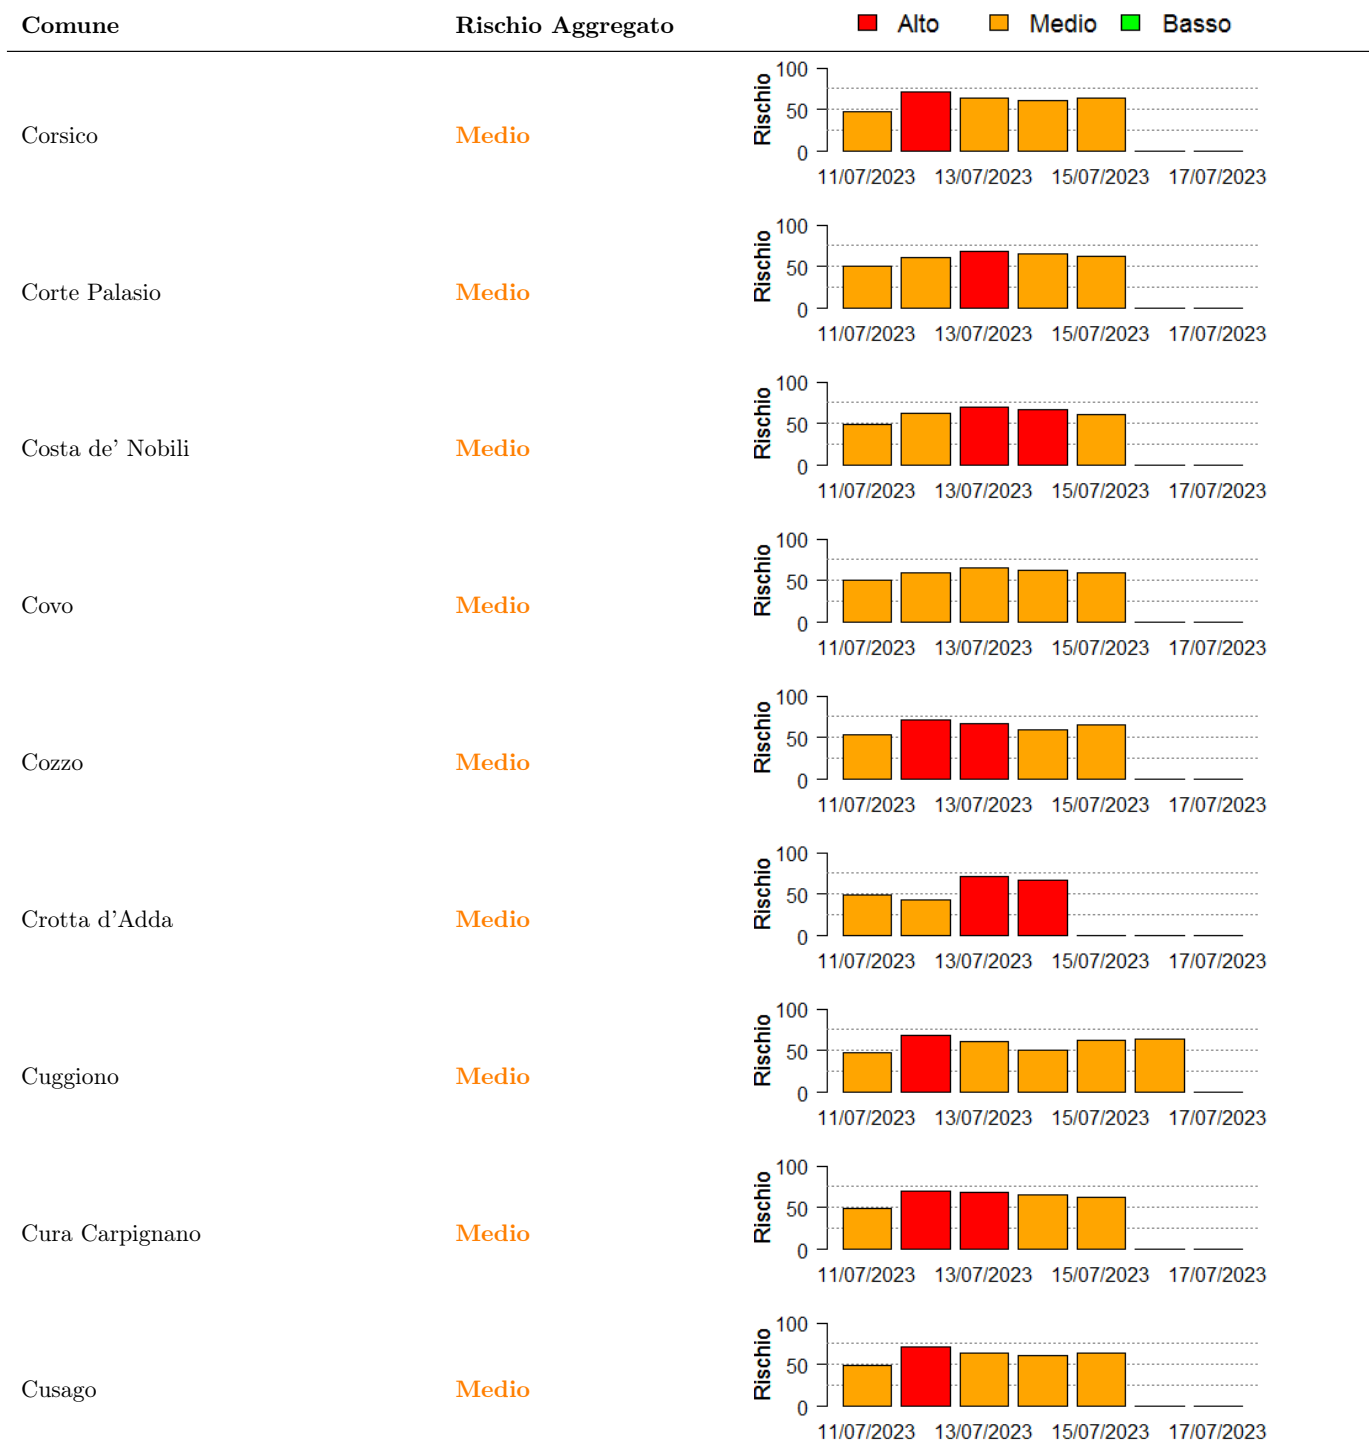 Comune Rischio Aggregato Alto Medio Basso
Corsico Medio Rischio 100 50 0
11/07/2023 13/07/2023 15/07/2023 17/07/2023
Corte Palasio Medio Rischio 100 50 0
11/07/2023 13/07/2023 15/07/2023 17/07/2023
Costa de' Nobili Medio Rischio 100 50 0
11/07/2023 13/07/2023 15/07/2023 17/07/2023
Covo Medio Rischio 100 50 0
11/07/2023 13/07/2023 15/07/2023 17/07/2023
Cozzo Medio Rischio 100 50 0
11/07/2023 13/07/2023 15/07/2023 17/07/2023
Crotta d'Adda Medio Rischio 100 50 0
11/07/2023 13/07/2023 15/07/2023 17/07/2023
Cuggiono Medio Rischio 100 50 0
11/07/2023 13/07/2023 15/07/2023 17/07/2023
Cura Carpignano Medio Rischio 100 50 0
11/07/2023 13/07/2023 15/07/2023 17/07/2023
Cusago Medio Rischio 100 50 0
11/07/2023 13/07/2023 15/07/2023 17/07/2023